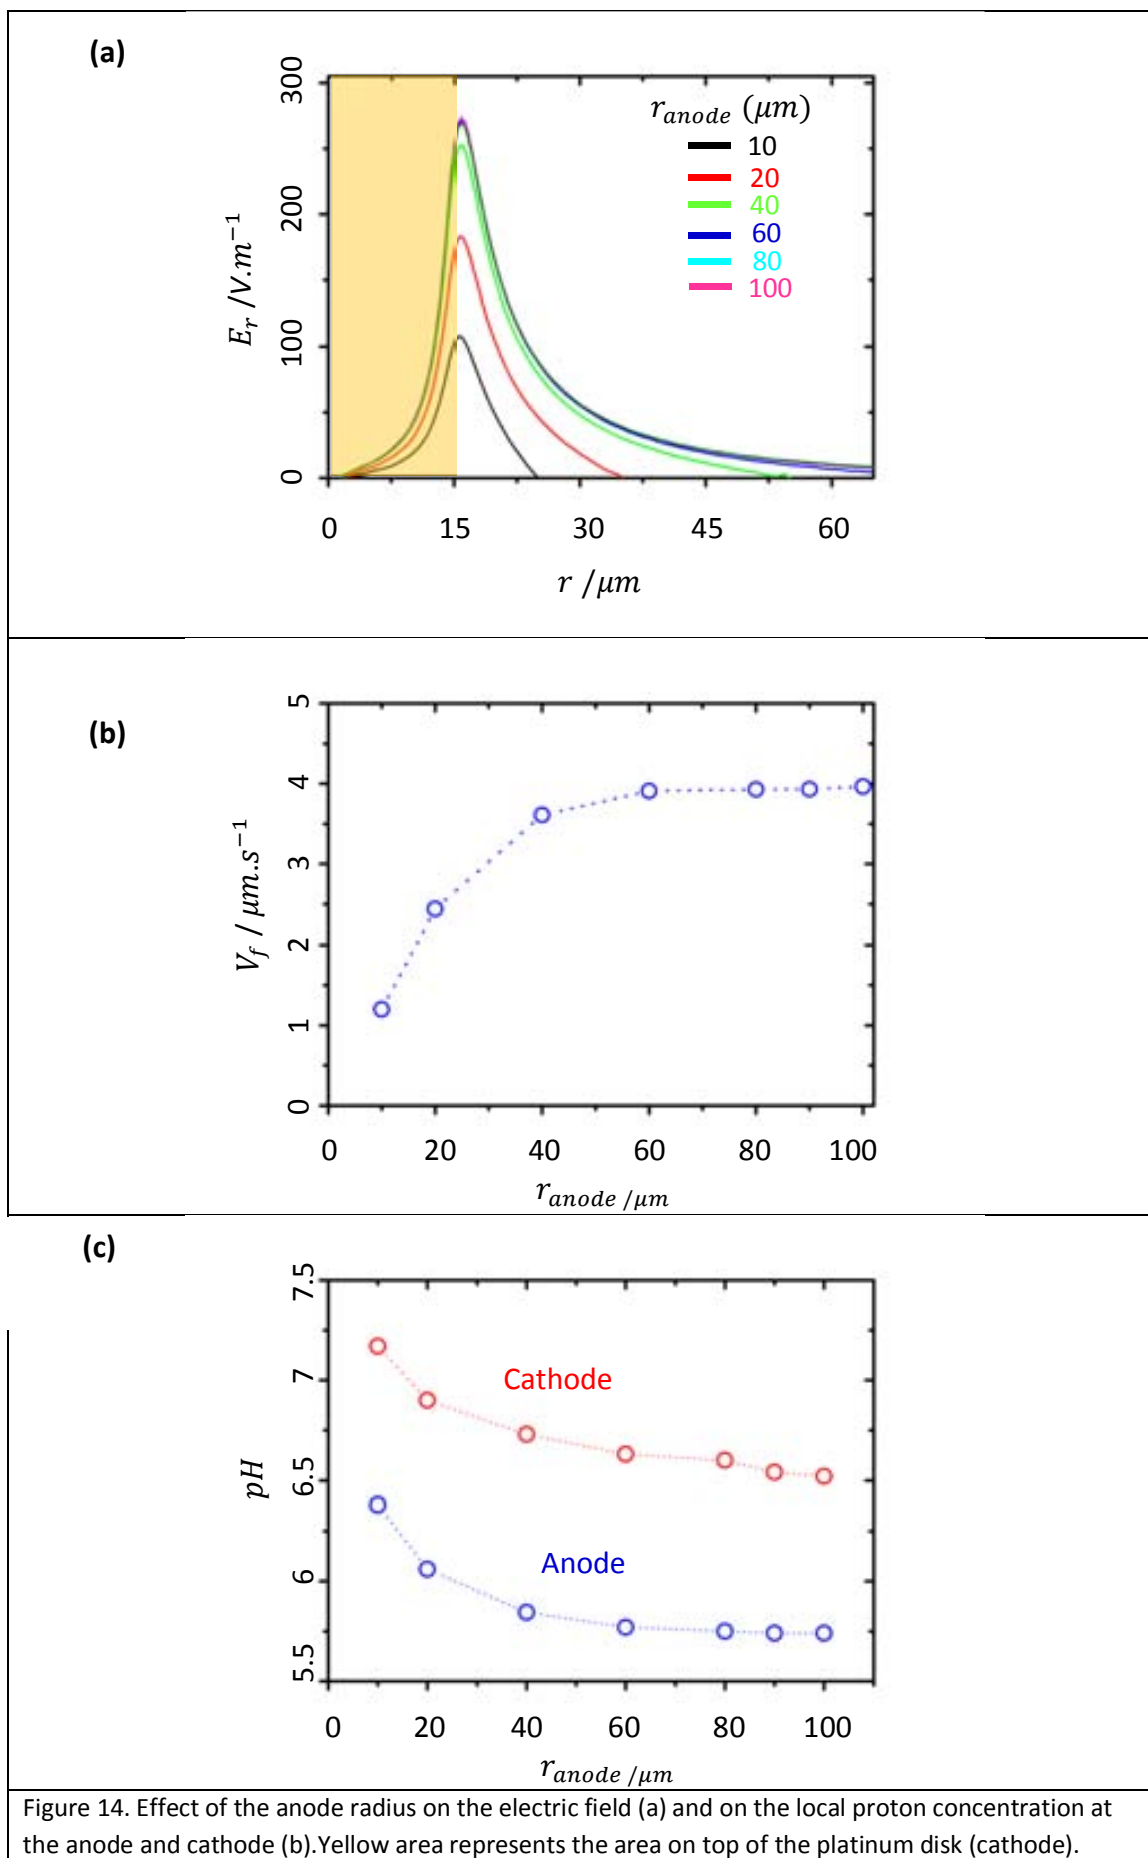 (a)
300
200
100
0
E_r /V.m⁻¹
r_anode (μm)
10
20
40
60
80
100
0 15 30 45 60
r /μm
(b)
5
4
3
2
1
0
V_f / μm.s⁻¹
0 20 40 60 80 100
r_anode /μm
(c)
7.5
7
6.5
6
5.5
pH
Cathode
Anode
0 20 40 60 80 100
r_anode /μm
Figure 14. Effect of the anode radius on the electric field (a) and on the local proton concentration at
the anode and cathode (b).Yellow area represents the area on top of the platinum disk (cathode).